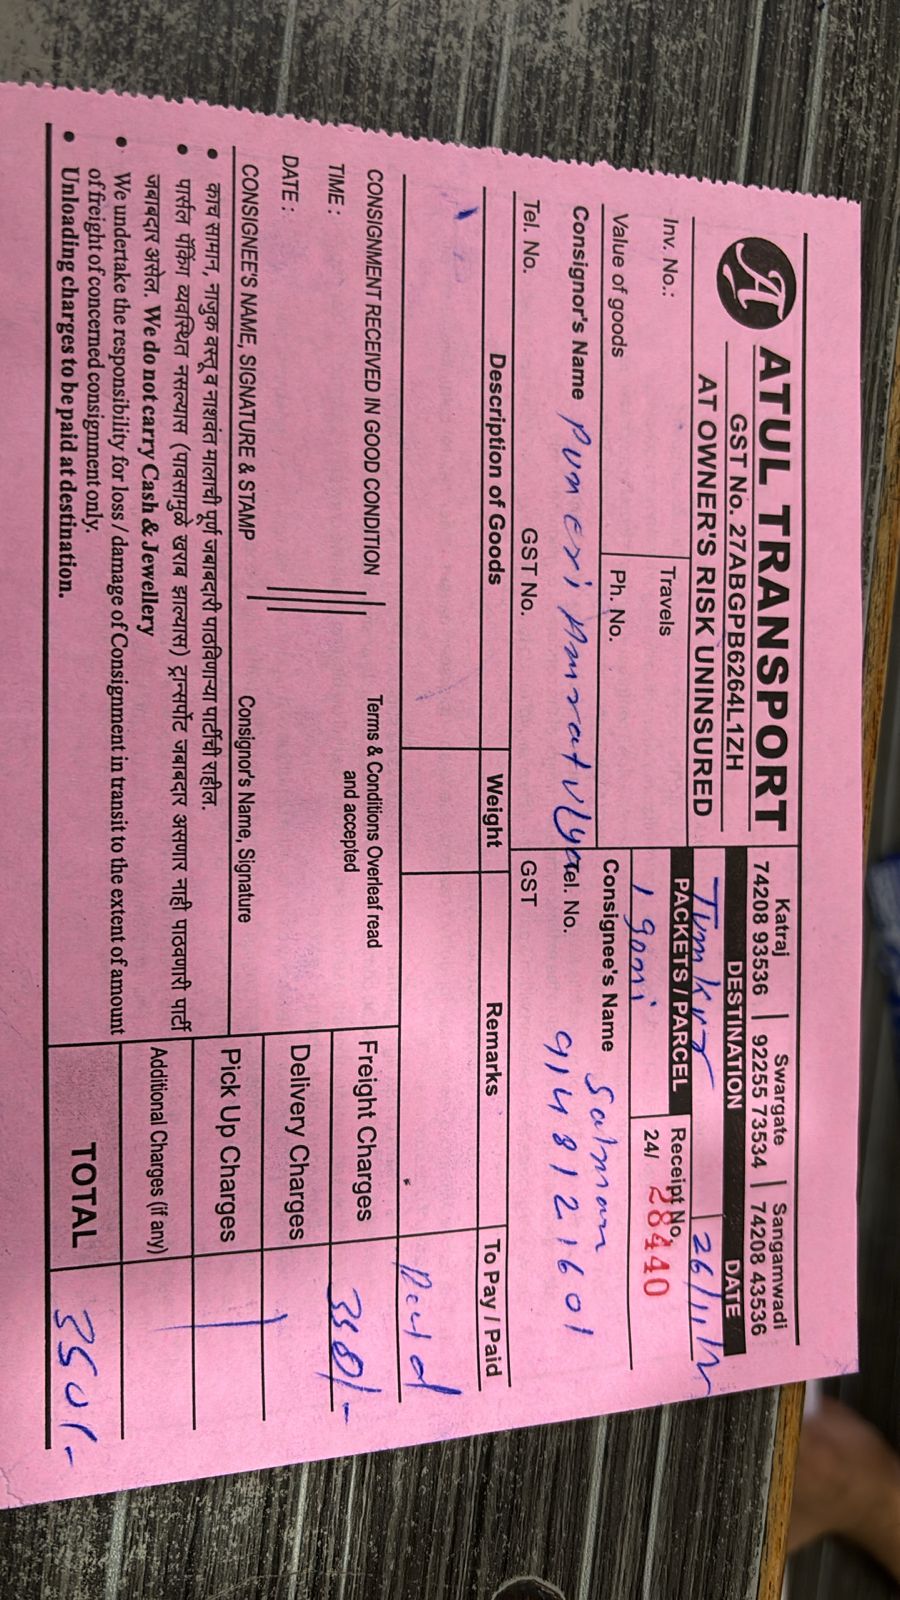 ATUL TRANSPORT
GST No. 27ABGPB6264L1ZH
AT OWNER'S RISK UNINSURED
Katraj Swargate Sangamwadi
74208 93536 | 92255 73534 | 74208 43536
DESTINATION DATE
Tumkur 26/11/
Inv. No.: Travels
PACKETS / PARCEL Receipt No.
1 goni 24/ 28440
Value of goods Ph. No.
Consignor's Name Puneri Amrutulya
Consignee's Name Salman
Tel. No. GST No.
Tel. No. 9148121601
GST
Description of Goods Weight Remarks To Pay / Paid
Paid
CONSIGNMENT RECEIVED IN GOOD CONDITION
Terms & Conditions Overleaf read
and accepted
Freight Charges 350/-
TIME :
DATE :
Delivery Charges
CONSIGNEE'S NAME, SIGNATURE & STAMP Consignor's Name, Signature
Pick Up Charges
• काच सामान, नाजुक वस्तू व नाशवंत मालाची पूर्ण जबाबदारी पाठविणाऱ्या पार्टीची राहील.
• पार्सल पॅकिंग व्यवस्थित नसल्यास (पावसामुळे खराब झाल्यास) ट्रान्सपोर्ट जबाबदार असणार नाही पाठवणारी पार्टी
जबाबदार असेल. We do not carry Cash & Jewellery
Additional Charges (if any)
• We undertake the responsibility for loss / damage of Consignment in transit to the extent of amount
of freight of concerned consignment only.
• Unloading charges to be paid at destination.
TOTAL 350/-